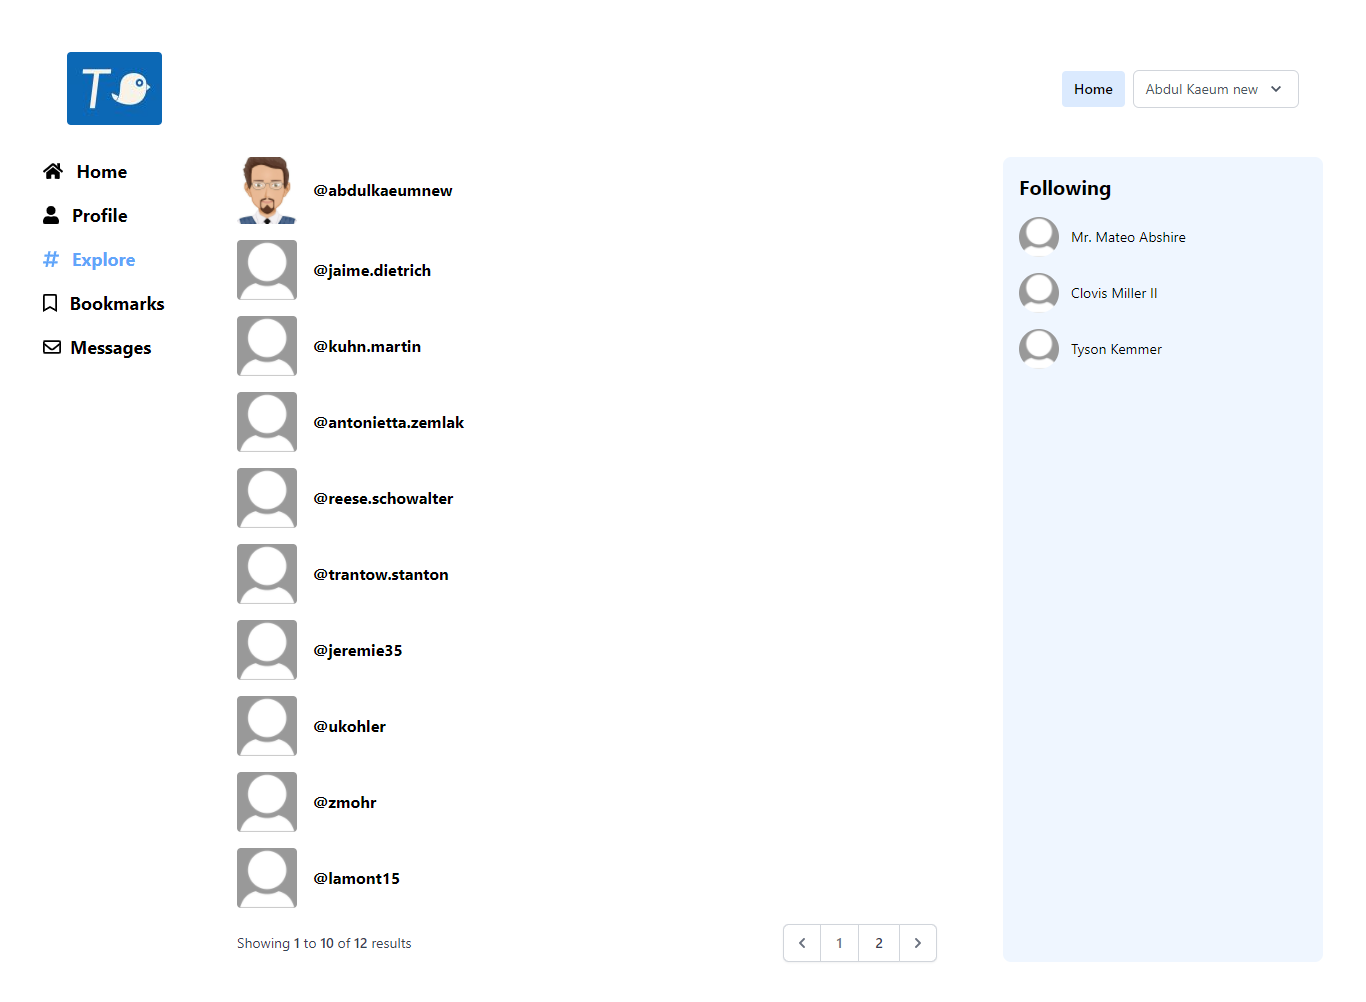 T
Home
Abdul Kaeum new
Home
Profile
# Explore
Bookmarks
Messages
@abdulkaeumnew
@jaime.dietrich
@kuhn.martin
@antonietta.zemlak
@reese.schowalter
@trantow.stanton
@jeremie35
@ukohler
@zmohr
@lamont15
Showing 1 to 10 of 12 results
1 2
Following
Mr. Mateo Abshire
Clovis Miller II
Tyson Kemmer